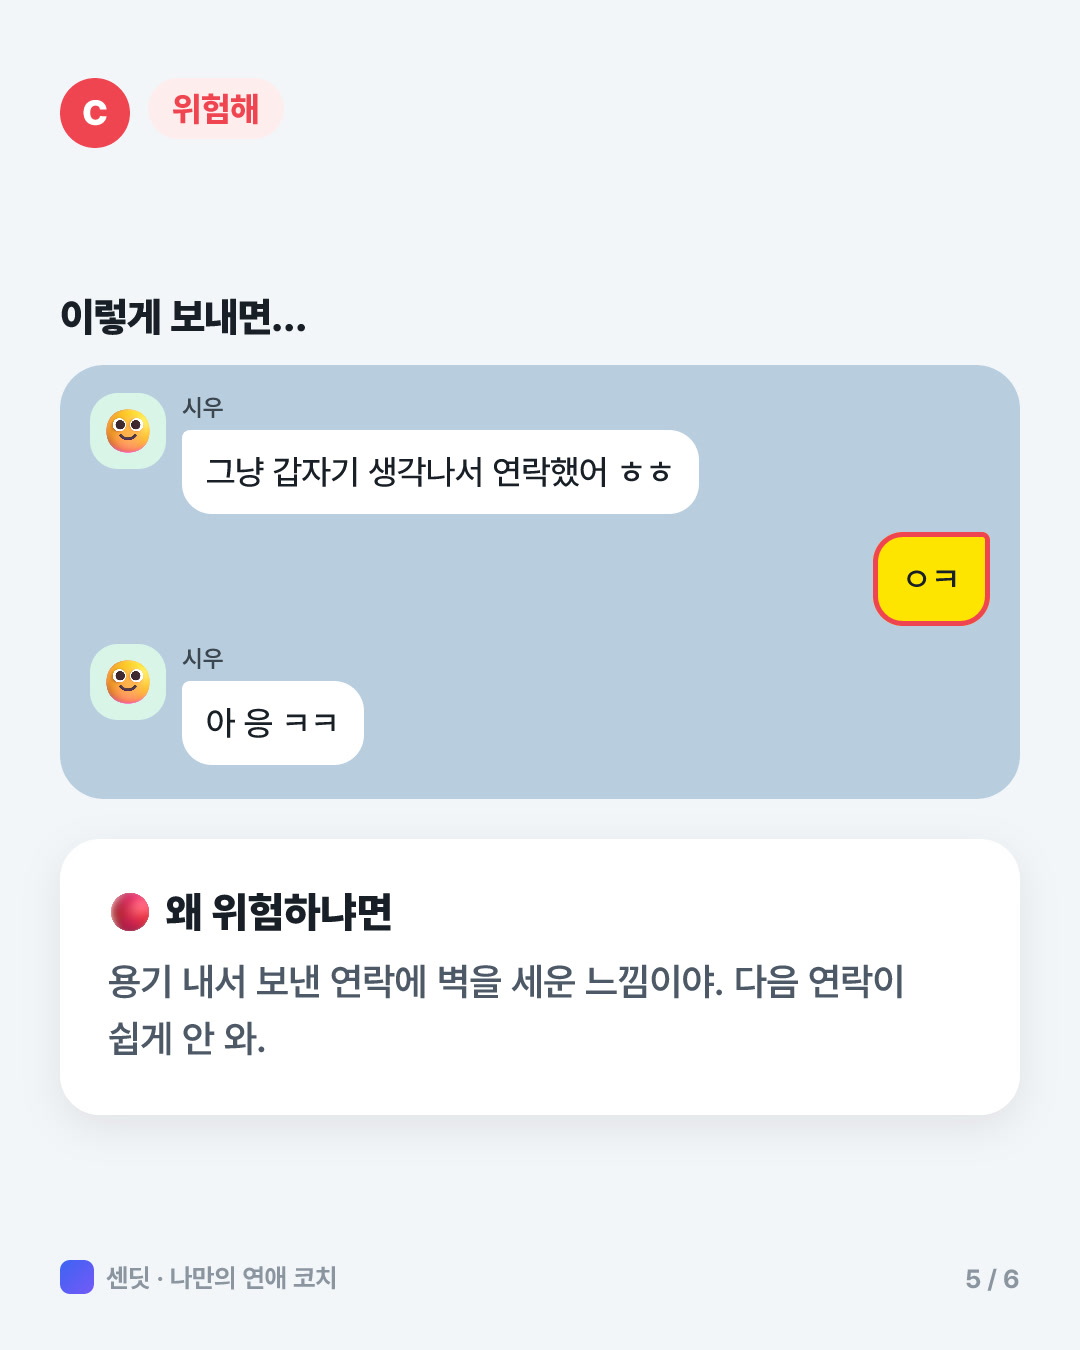 C 위험해
이렇게 보내면...
시우
그냥 갑자기 생각나서 연락했어 ㅎㅎ
ㅇㅋ
시우
아 응 ㅋㅋ
왜 위험하냐면
용기 내서 보낸 연락에 벽을 세운 느낌이야. 다음 연락이
쉽게 안 와.
센딧 · 나만의 연애 코치
5 / 6